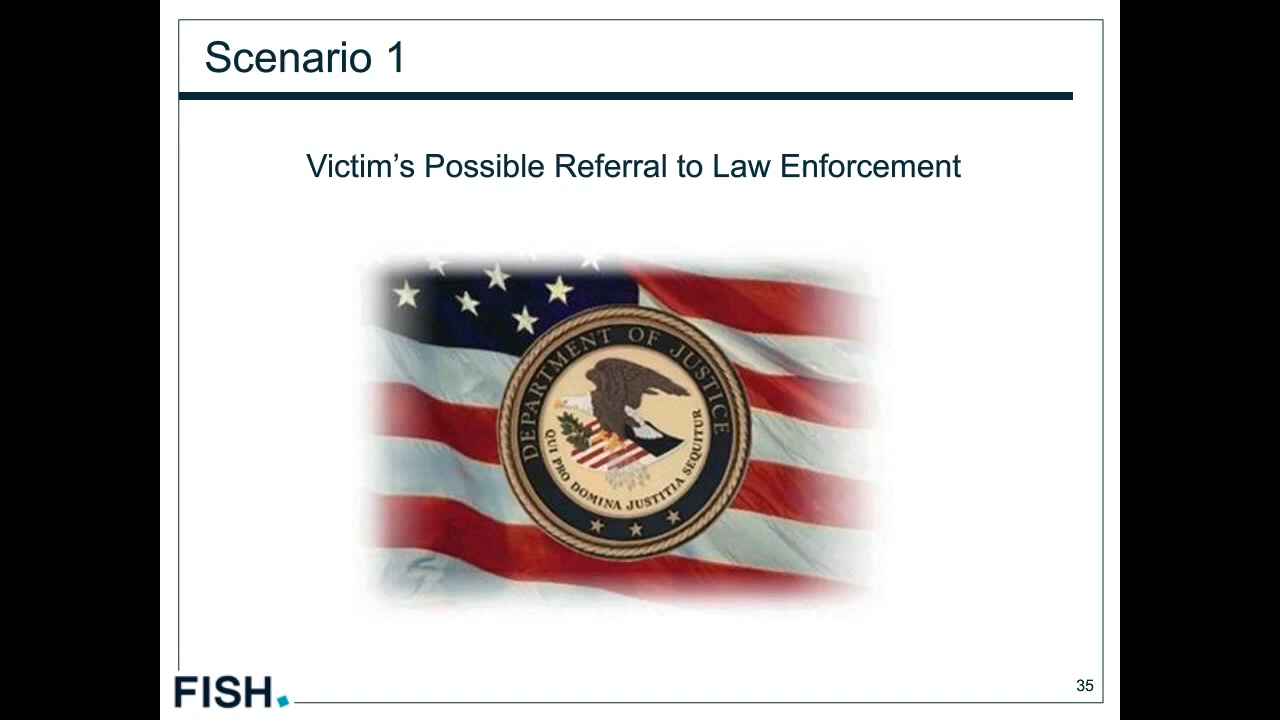 Scenario 1
Victim's Possible Referral to Law Enforcement
DEPARTMENT OF JUSTICE
QUI PRO DOMINA JUSTITIA SEQUITUR
FISH.
35